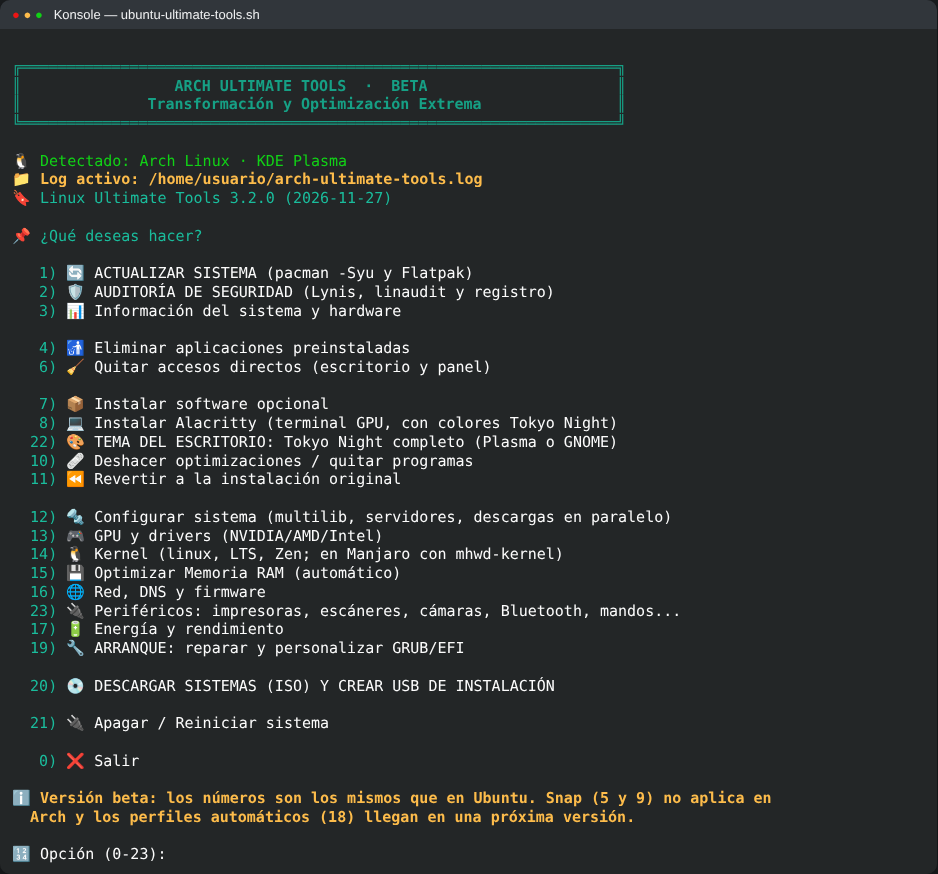 Konsole — ubuntu-ultimate-tools.sh
ARCH ULTIMATE TOOLS · BETA
Transformación y Optimización Extrema
Detectado: Arch Linux · KDE Plasma
Log activo: /home/usuario/arch-ultimate-tools.log
Linux Ultimate Tools 3.2.0 (2026-11-27)
¿Qué deseas hacer?
1) ACTUALIZAR SISTEMA (pacman -Syu y Flatpak)
2) AUDITORÍA DE SEGURIDAD (Lynis, linaudit y registro)
3) Información del sistema y hardware
4) Eliminar aplicaciones preinstaladas
6) Quitar accesos directos (escritorio y panel)
7) Instalar software opcional
8) Instalar Alacritty (terminal GPU, con colores Tokyo Night)
22) TEMA DEL ESCRITORIO: Tokyo Night completo (Plasma o GNOME)
10) Deshacer optimizaciones / quitar programas
11) Revertir a la instalación original
12) Configurar sistema (multilib, servidores, descargas en paralelo)
13) GPU y drivers (NVIDIA/AMD/Intel)
14) Kernel (linux, LTS, Zen; en Manjaro con mhwd-kernel)
15) Optimizar Memoria RAM (automático)
16) Red, DNS y firmware
23) Periféricos: impresoras, escáneres, cámaras, Bluetooth, mandos...
17) Energía y rendimiento
19) ARRANQUE: reparar y personalizar GRUB/EFI
20) DESCARGAR SISTEMAS (ISO) Y CREAR USB DE INSTALACIÓN
21) Apagar / Reiniciar sistema
0) Salir
Versión beta: los números son los mismos que en Ubuntu. Snap (5 y 9) no aplica en
Arch y los perfiles automáticos (18) llegan en una próxima versión.
Opción (0-23):